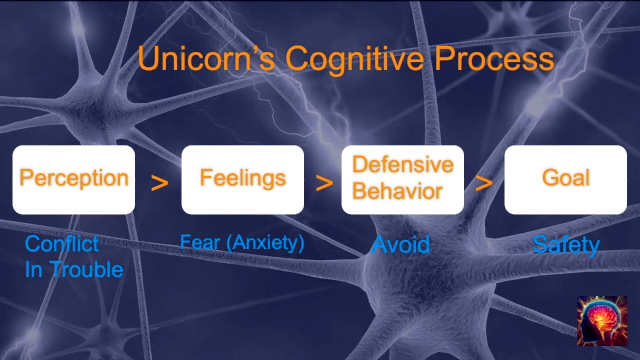 Unicorn’s Cognitive Process
Perception
>
Feelings
>
Defensive
Behavior
>
Goal
Conflict
In Trouble
Fear (Anxiety)
Avoid
Safety